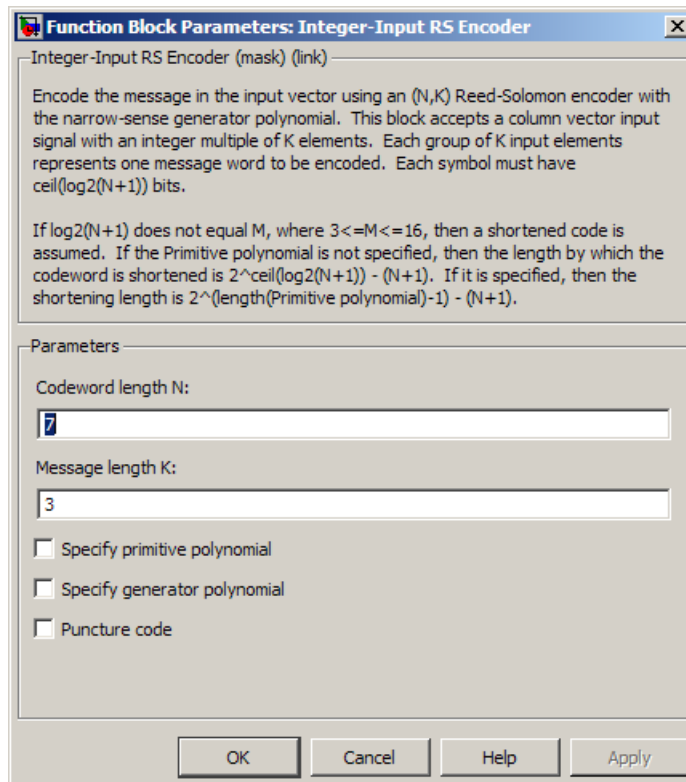 Function Block Parameters: Integer-Input RS Encoder
Integer-Input RS Encoder (mask) (link)
Encode the message in the input vector using an (N,K) Reed-Solomon encoder with
the narrow-sense generator polynomial.  This block accepts a column vector input
signal with an integer multiple of K elements.  Each group of K input elements
represents one message word to be encoded.  Each symbol must have
ceil(log2(N+1)) bits.
If log2(N+1) does not equal M, where 3<=M<=16, then a shortened code is
assumed.  If the Primitive polynomial is not specified, then the length by which the
codeword is shortened is 2^ceil(log2(N+1)) - (N+1).  If it is specified, then the
shortening length is 2^(length(Primitive polynomial)-1) - (N+1).
Parameters
Codeword length N:
7
Message length K:
3
Specify primitive polynomial
Specify generator polynomial
Puncture code
OK Cancel Help Apply